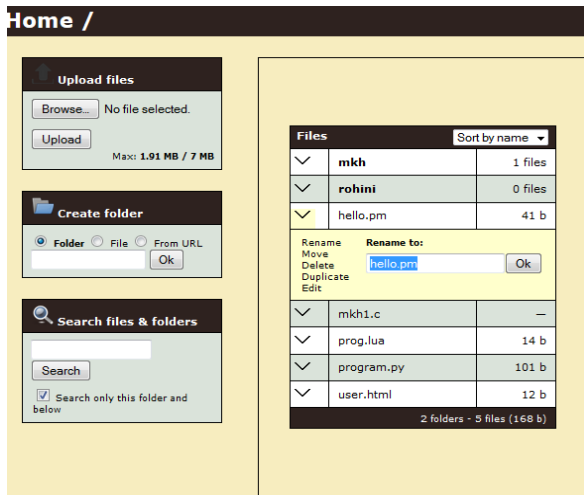 Home /
Upload files
Browse... No file selected.
Upload
Max: 1.91 MB / 7 MB
Create folder
Folder File From URL
Ok
Search files & folders
Search
Search only this folder and
below
Files Sort by name
mkh 1 files
rohini 0 files
hello.pm 41 b
Rename Rename to:
Move
Delete hello.pm Ok
Duplicate
Edit
mkh1.c —
prog.lua 14 b
program.py 101 b
user.html 12 b
2 folders - 5 files (168 b)